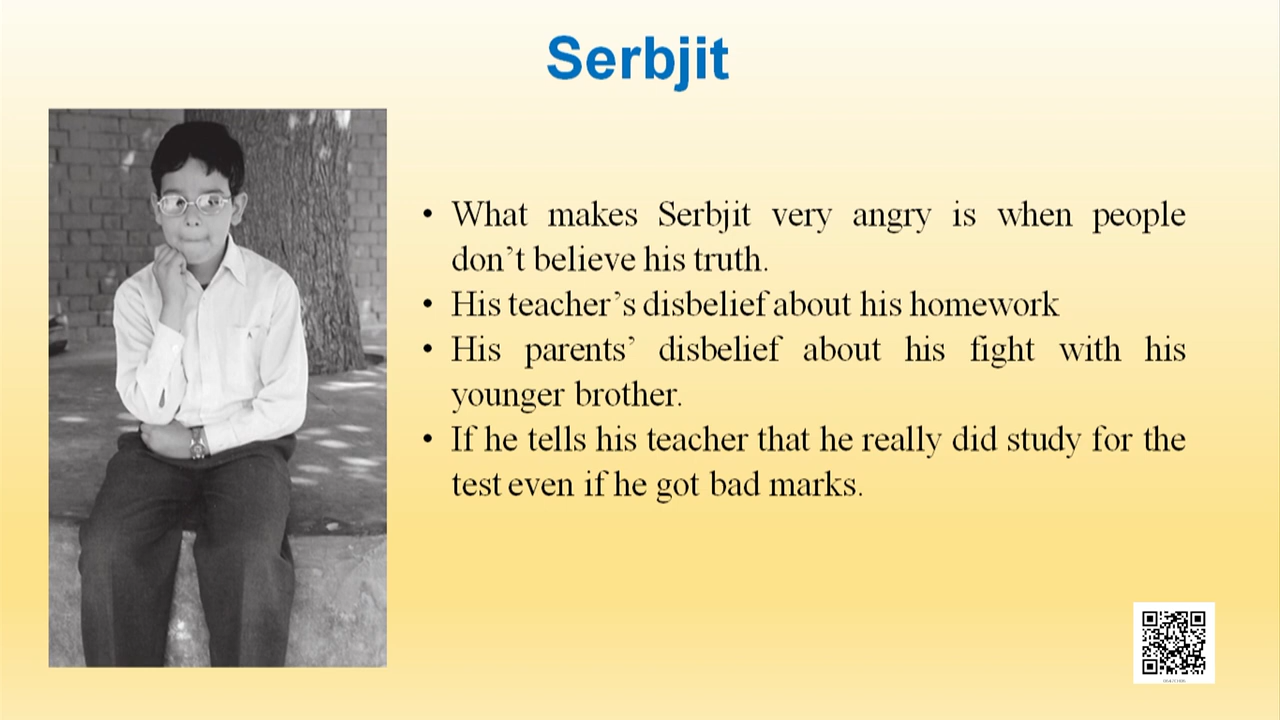 Serbjit
• What makes Serbjit very angry is when people
don’t believe his truth.
• His teacher’s disbelief about his homework
• His parents’ disbelief about his fight with his
younger brother.
• If he tells his teacher that he really did study for the
test even if he got bad marks.